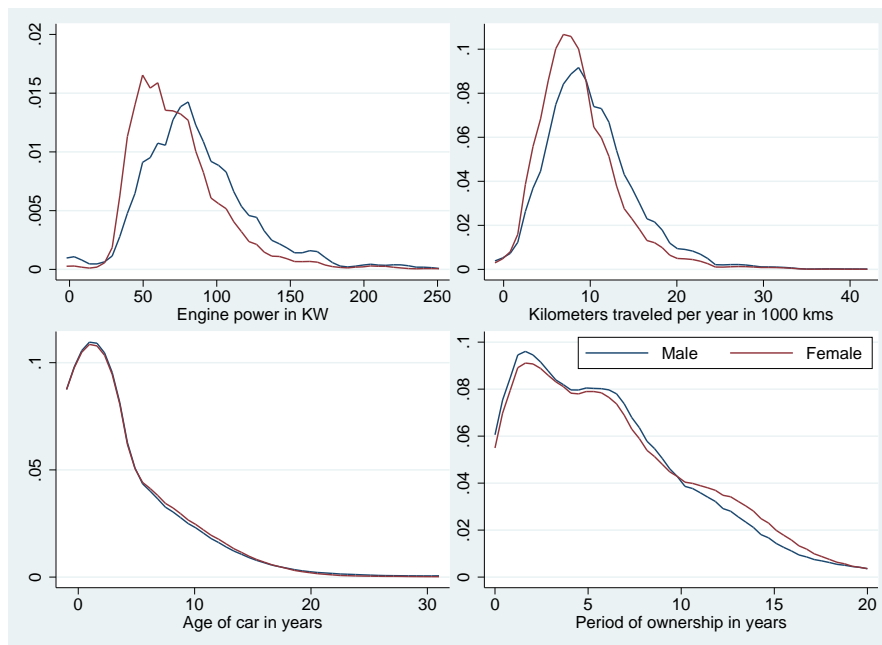 .02
.015
.01
.005
0
0 50 100 150 200 250
Engine power in KW
.1
.08
.06
.04
.02
0
0 10 20 30 40
Kilometers traveled per year in 1000 kms
.1
.05
0
0 10 20 30
Age of car in years
Male Female
.1
.08
.06
.04
.02
0
0 5 10 15 20
Period of ownership in years